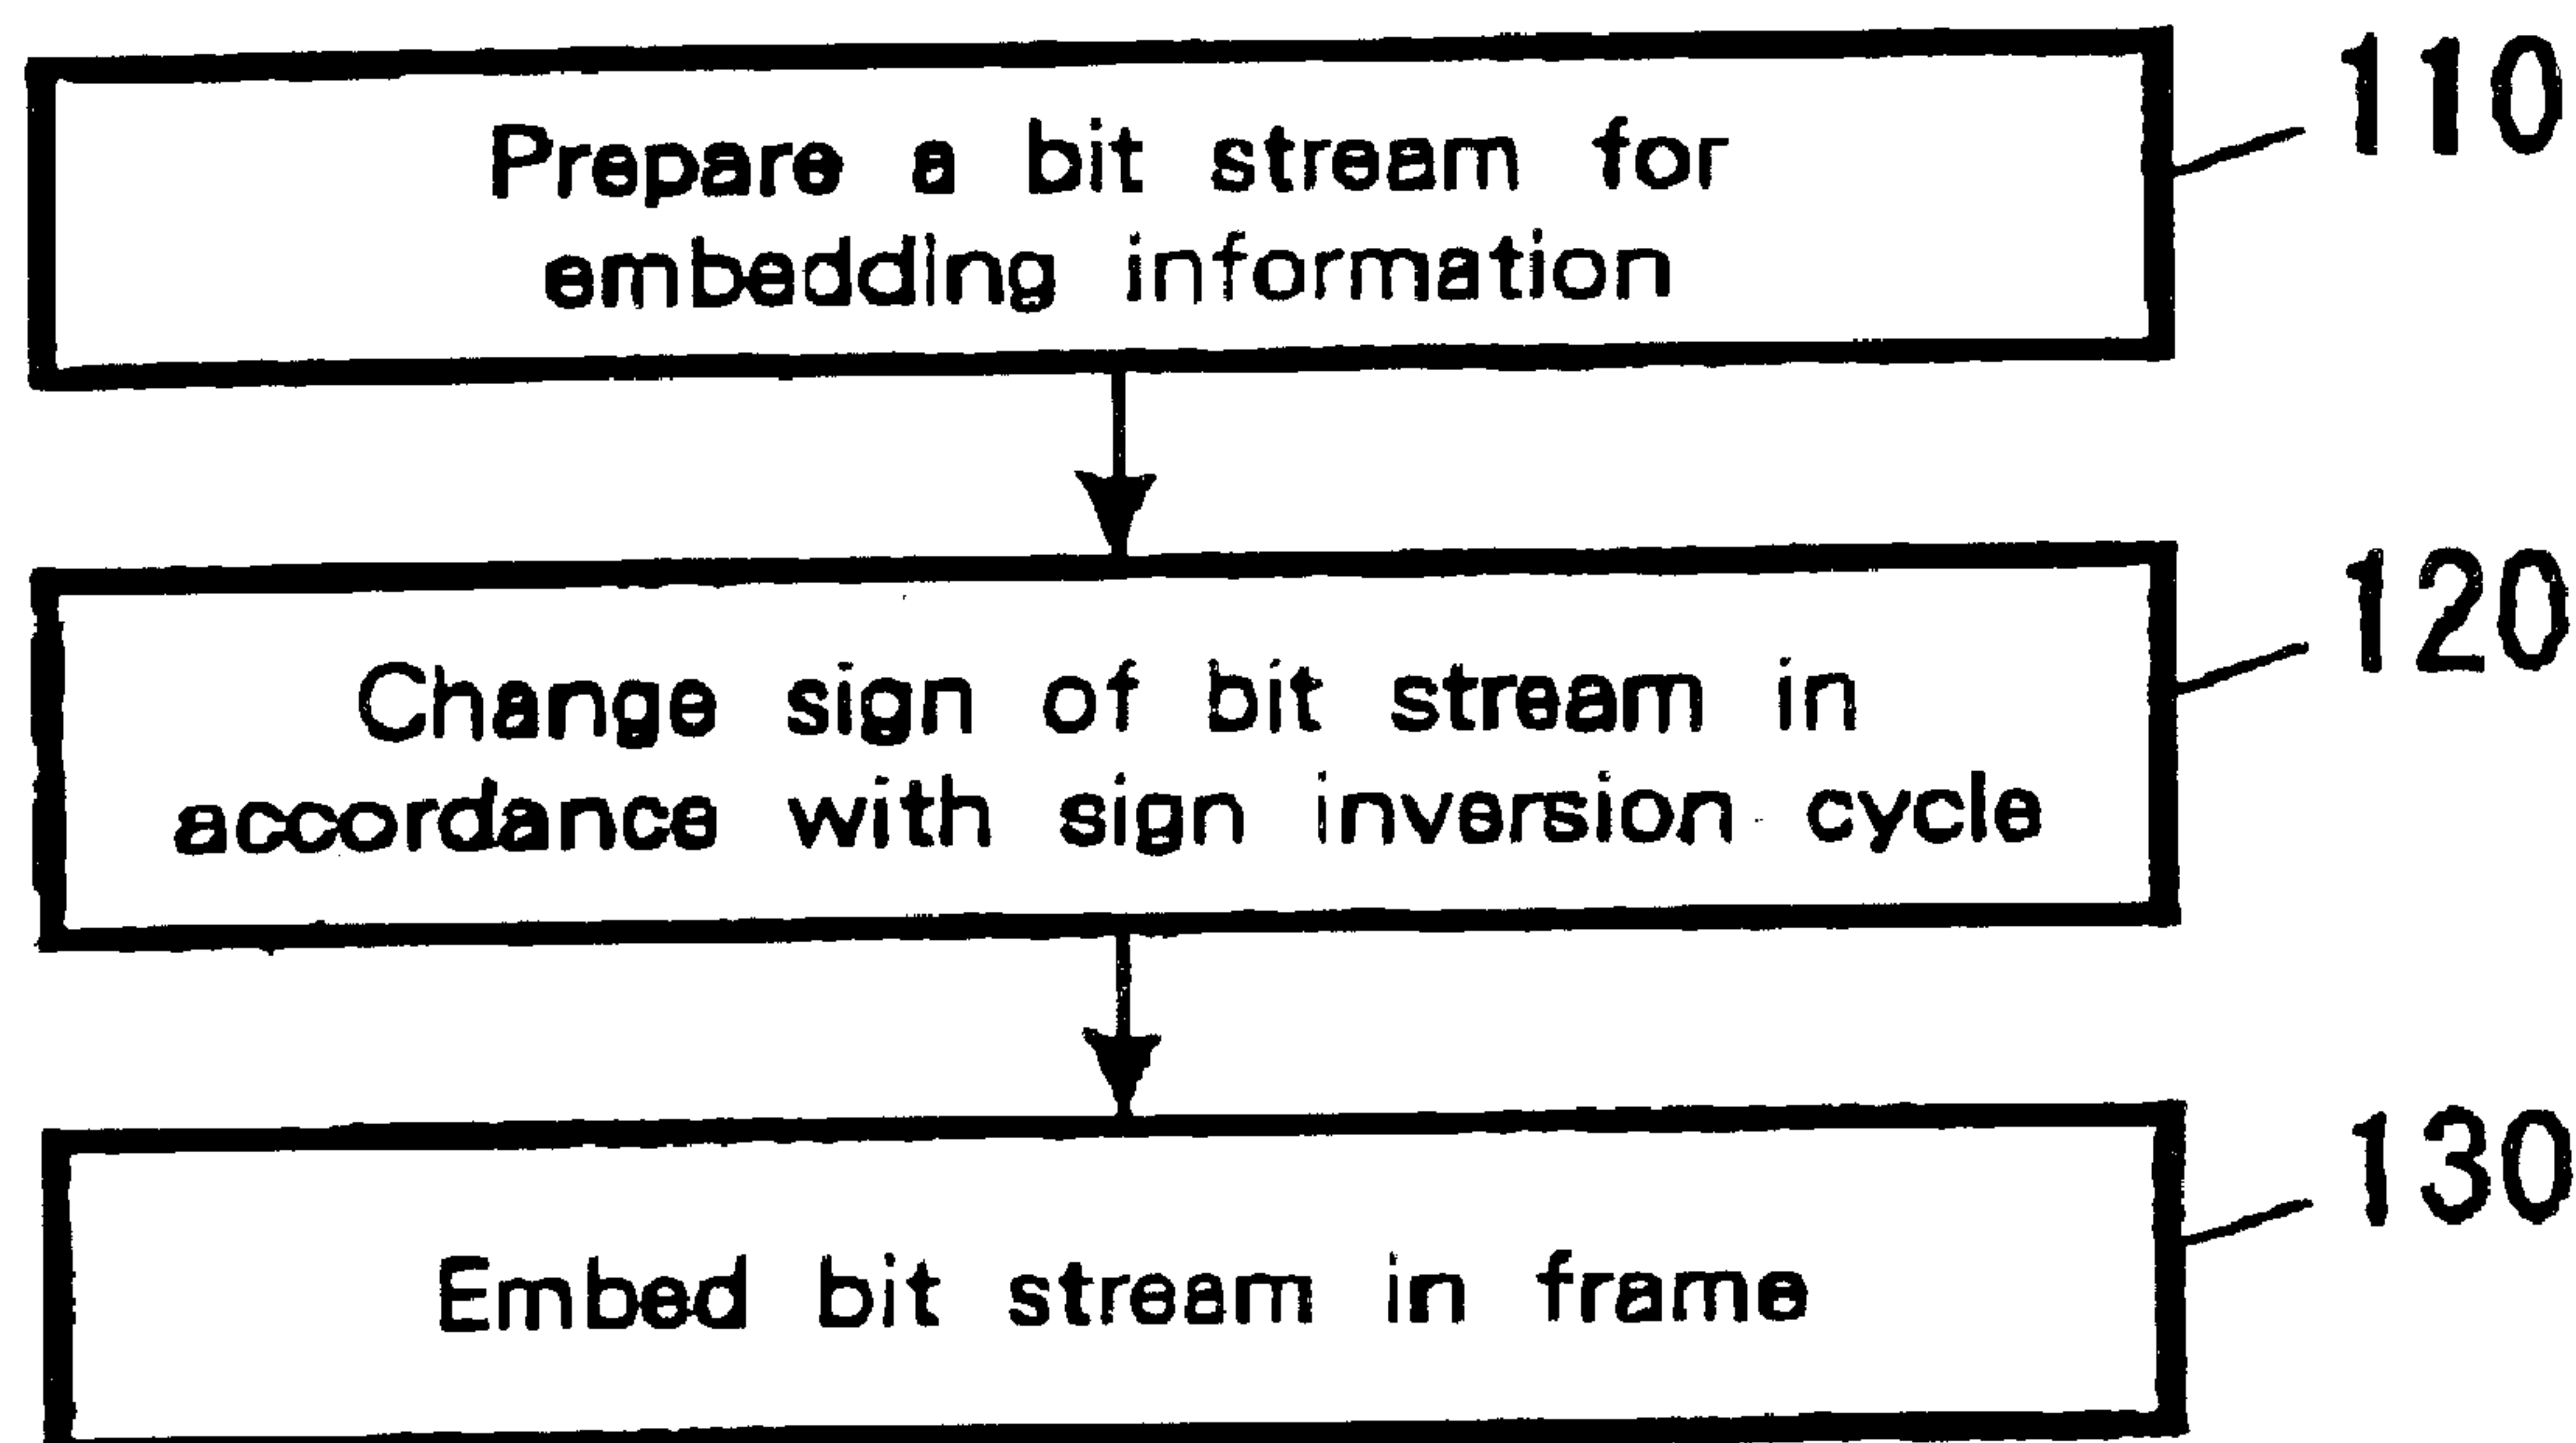 Prepare a bit stream for
embedding information
110
Change sign of bit stream in
accordance with sign inversion cycle
120
Embed bit stream in frame
130